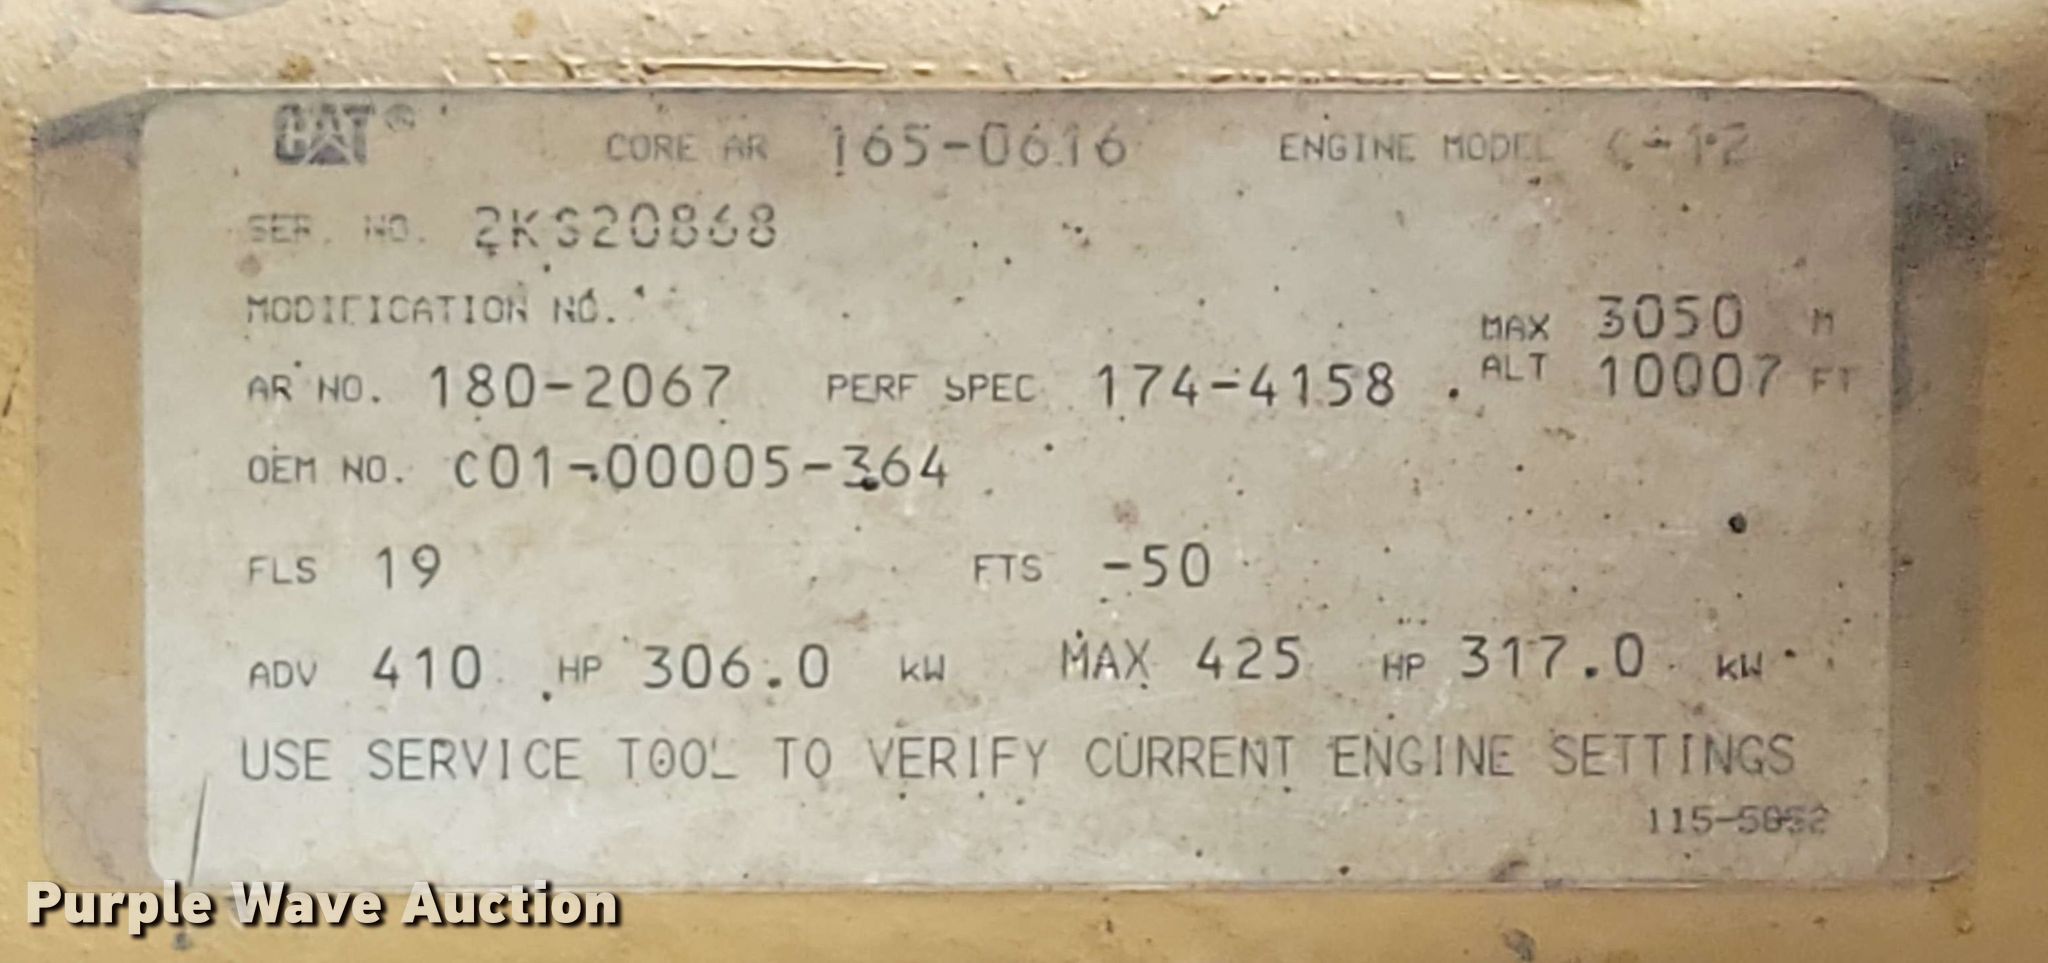 CAT® CORE AR 165-0616 ENGINE MODEL C-12
SER. NO. 2KS20868
MODIFICATION NO.
MAX ALT 3050 M
10007 FT
AR NO. 180-2067 PERF SPEC 174-4158
OEM NO. C01-00005-364
FLS 19 FTS -50
ADV 410 HP 306.0 kW MAX 425 HP 317.0 kW
USE SERVICE TOOL TO VERIFY CURRENT ENGINE SETTINGS
115-5852
Purple Wave Auction